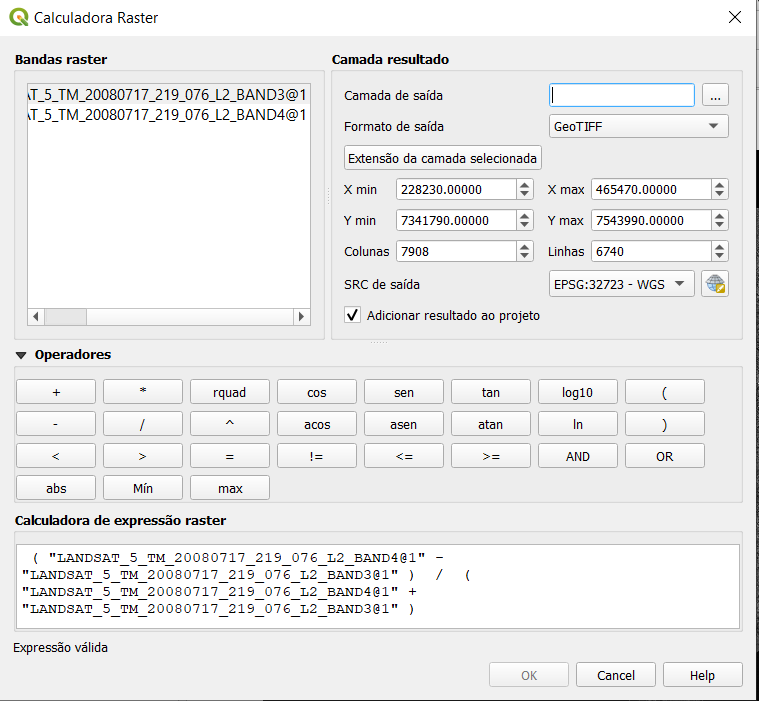 Calculadora Raster
Bandas raster
AT_5_TM_20080717_219_076_L2_BAND3@1
AT_5_TM_20080717_219_076_L2_BAND4@1
Camada resultado
Camada de saída
...
Formato de saída GeoTIFF
Extensão da camada selecionada
X min 228230.00000 X max 465470.00000
Y min 7341790.00000 Y max 7543990.00000
Colunas 7908 Linhas 6740
SRC de saída EPSG:32723 - WGS
Adicionar resultado ao projeto
Operadores
+ * rquad cos sen tan log10 (
- / ^ acos asen atan ln )
< > = != <= >= AND OR
abs Mín max
Calculadora de expressão raster
( "LANDSAT_5_TM_20080717_219_076_L2_BAND4@1" -
"LANDSAT_5_TM_20080717_219_076_L2_BAND3@1" ) / (
"LANDSAT_5_TM_20080717_219_076_L2_BAND4@1" +
"LANDSAT_5_TM_20080717_219_076_L2_BAND3@1" )
Expressão válida
OK Cancel Help